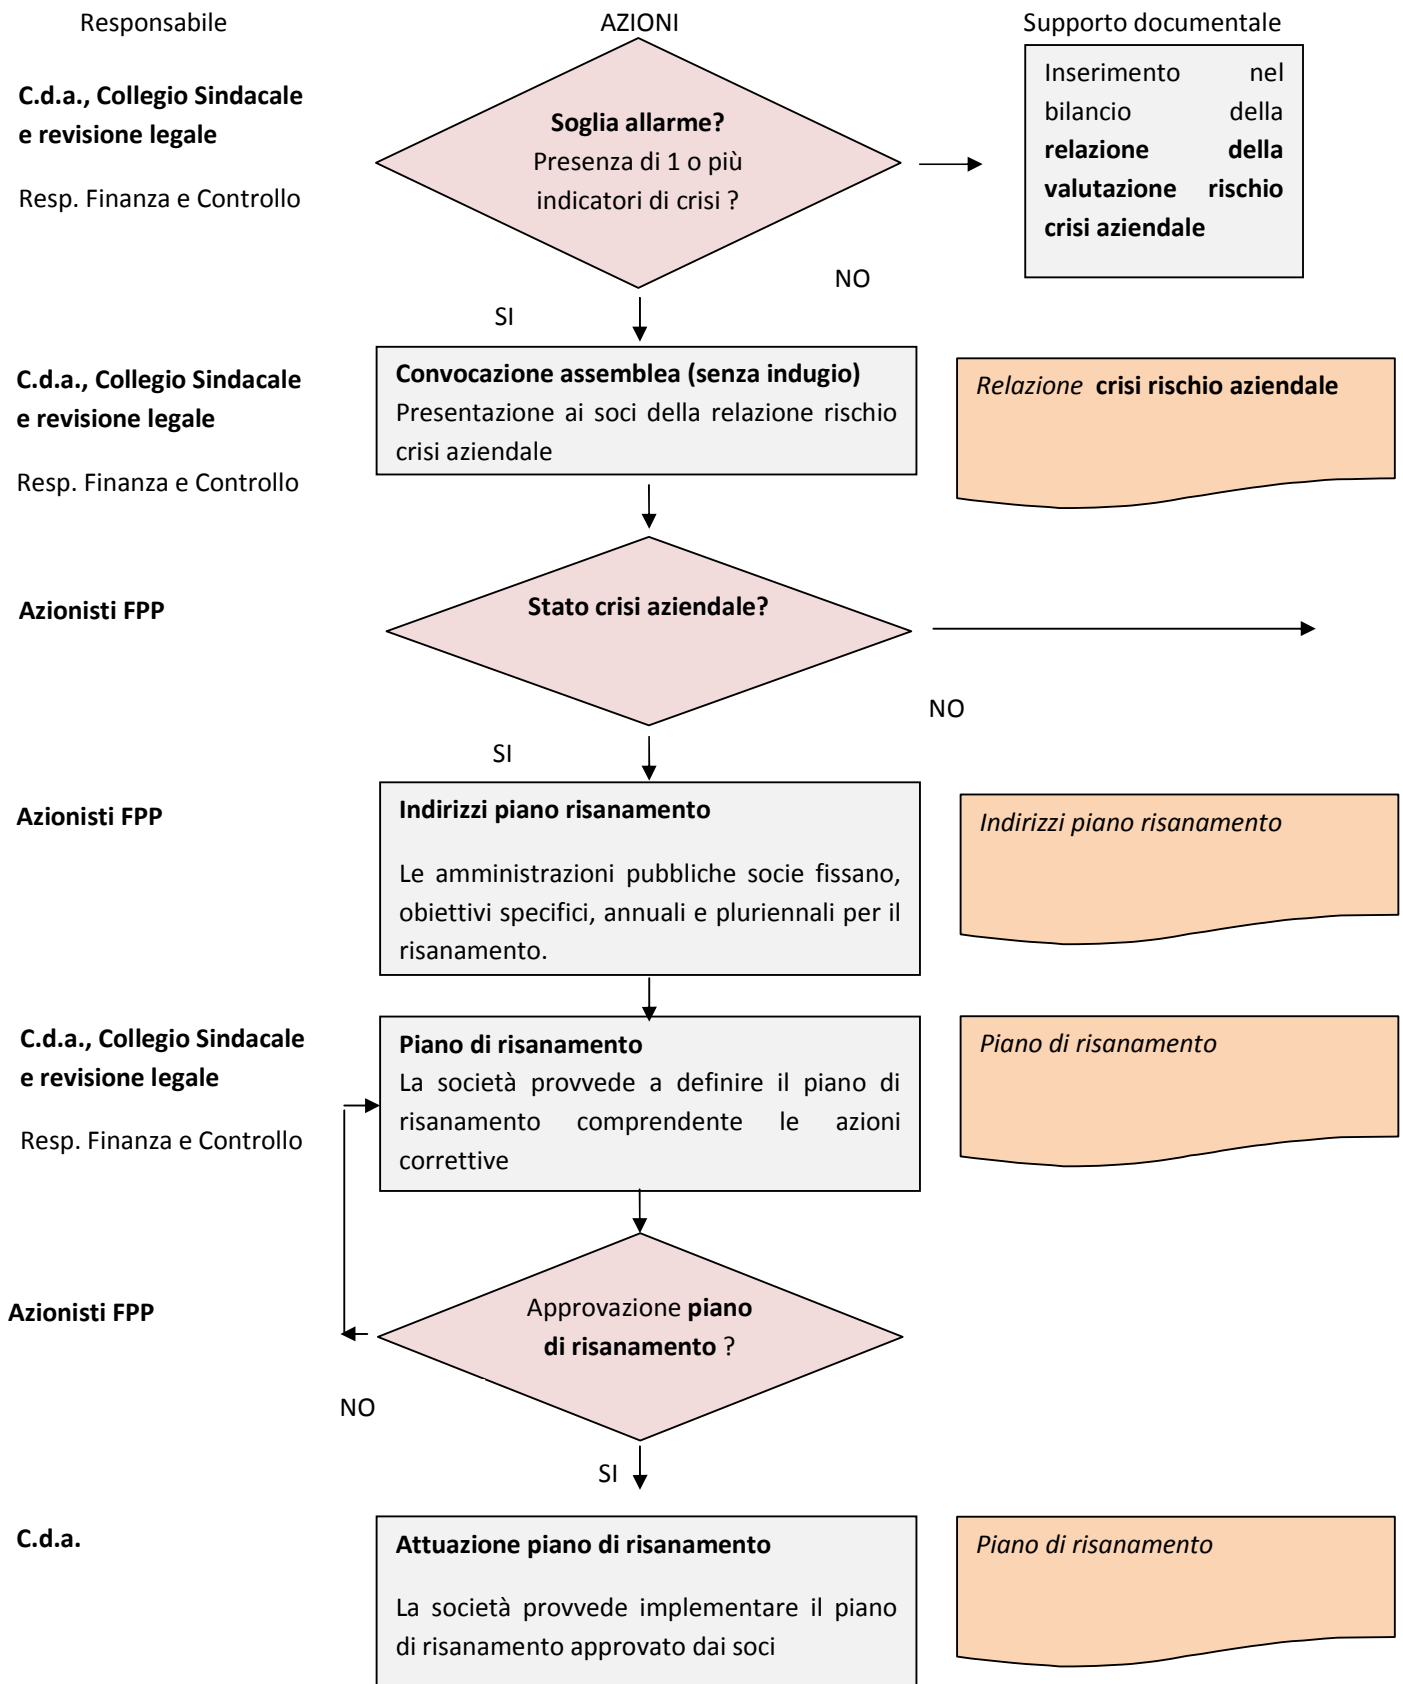 Responsabile
AZIONI
Supporto documentale
C.d.a., Collegio Sindacale
e revisione legale
Resp. Finanza e Controllo
Soglia allarme?
Presenza di 1 o più
indicatori di crisi ?
Inserimento nel
bilancio della
relazione della
valutazione rischio
crisi aziendale
NO
SI
C.d.a., Collegio Sindacale
e revisione legale
Resp. Finanza e Controllo
Convocazione assemblea (senza indugio)
Presentazione ai soci della relazione rischio
crisi aziendale
Relazione crisi rischio aziendale
Azionisti FPP
Stato crisi aziendale?
NO
SI
Azionisti FPP
Indirizzi piano risanamento
Le amministrazioni pubbliche socie fissano,
obiettivi specifici, annuali e pluriennali per il
risanamento.
Indirizzi piano risanamento
C.d.a., Collegio Sindacale
e revisione legale
Resp. Finanza e Controllo
Piano di risanamento
La società provvede a definire il piano di
risanamento comprendente le azioni
correttive
Piano di risanamento
Azionisti FPP
Approvazione piano
di risanamento ?
NO
SI
C.d.a.
Attuazione piano di risanamento
La società provvede implementare il piano
di risanamento approvato dai soci
Piano di risanamento